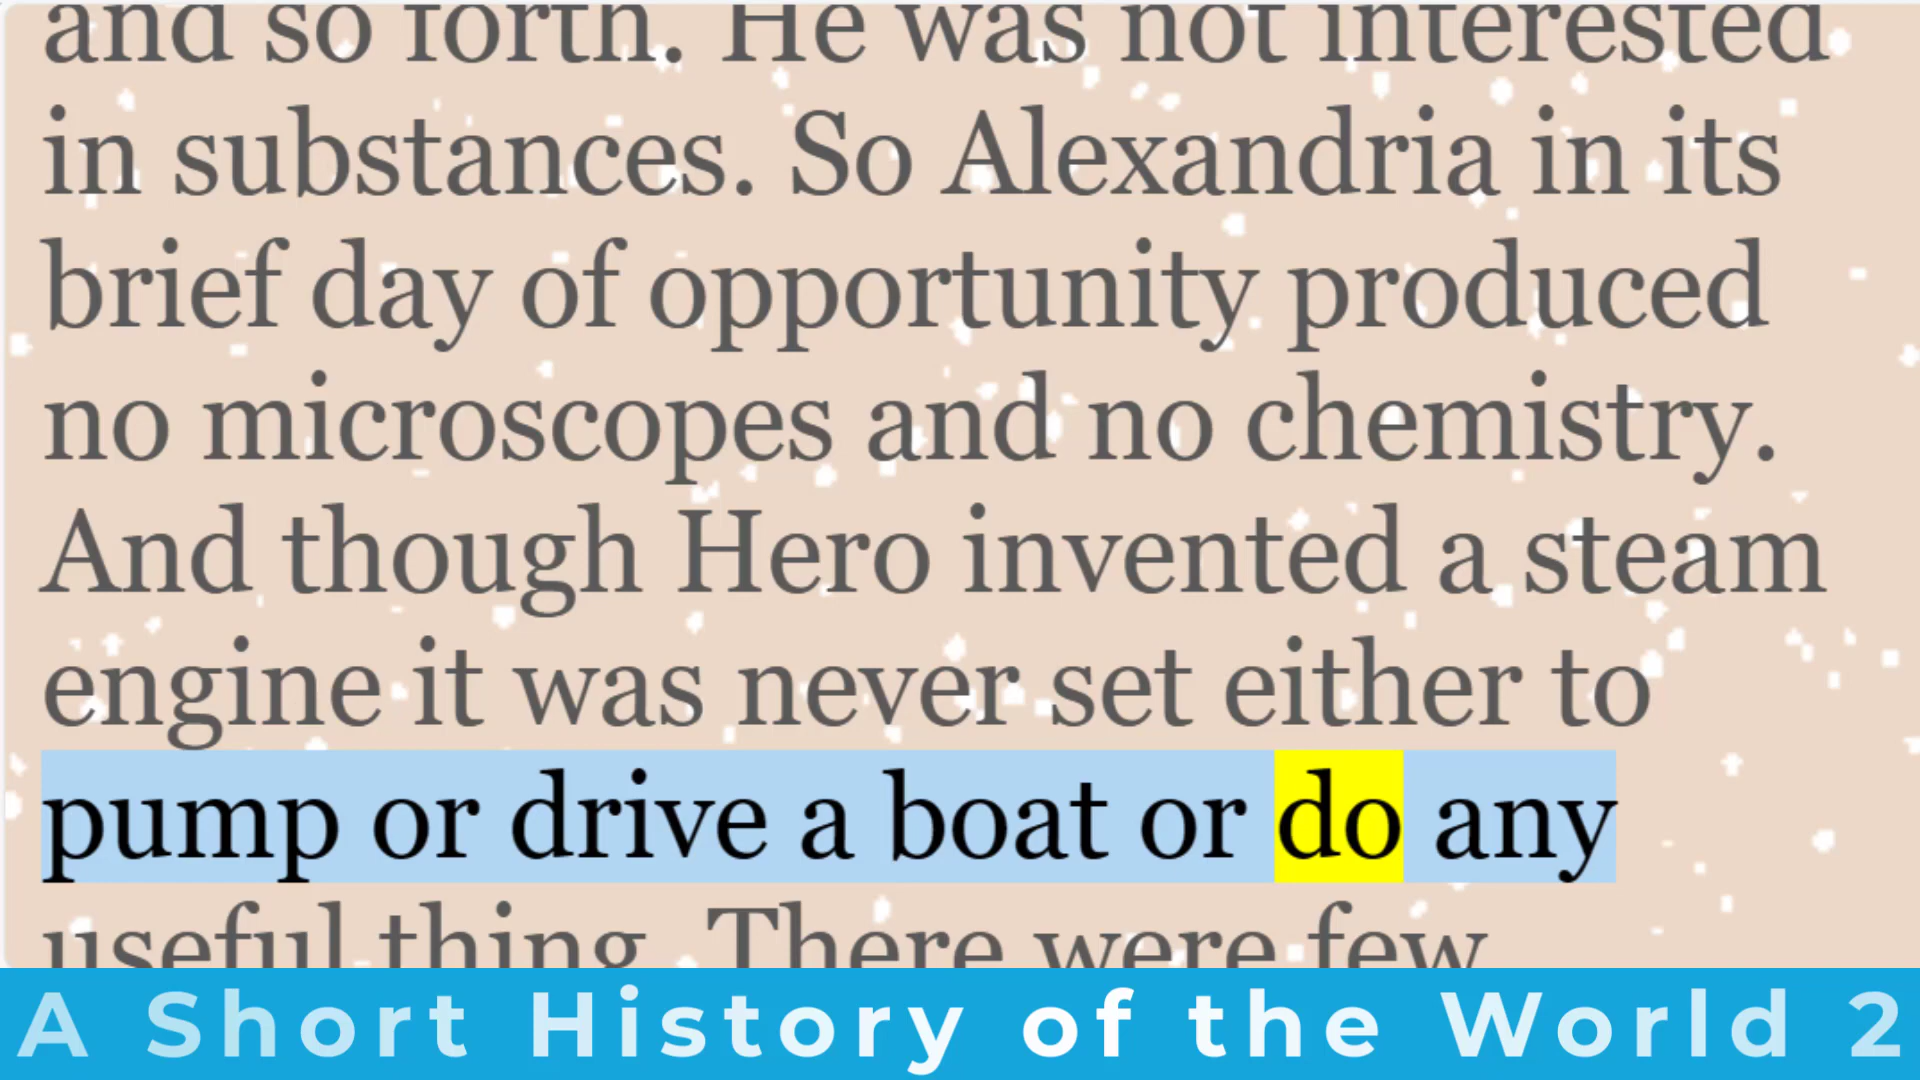 and so forth. He was not interested
in substances. So Alexandria in its
brief day of opportunity produced
no microscopes and no chemistry.
And though Hero invented a steam
engine it was never set either to
pump or drive a boat or do any
useful thing. There were few
A Short History of the World 2